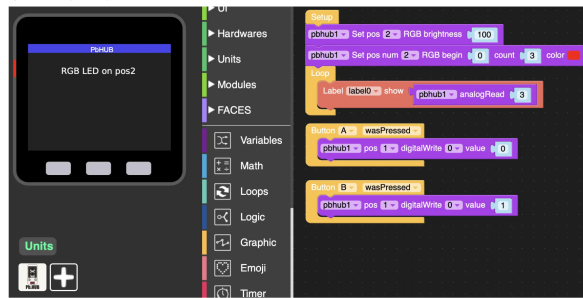 PbHUB
RGB LED on pos2
Units
PbHUB
UI
Hardwares
Units
Modules
FACES
Variables
Math
Loops
Logic
Graphic
Emoji
Timer
Setup
pbhub1 Set pos 2 RGB brightness 100
pbhub1 Set pos num 2 RGB begin 0 count 3 color
Loop
Label label0 show pbhub1 analogRead 3
Button A wasPressed
pbhub1 pos 1 digitalWrite 0 value 0
Button B wasPressed
pbhub1 pos 1 digitalWrite 0 value 1